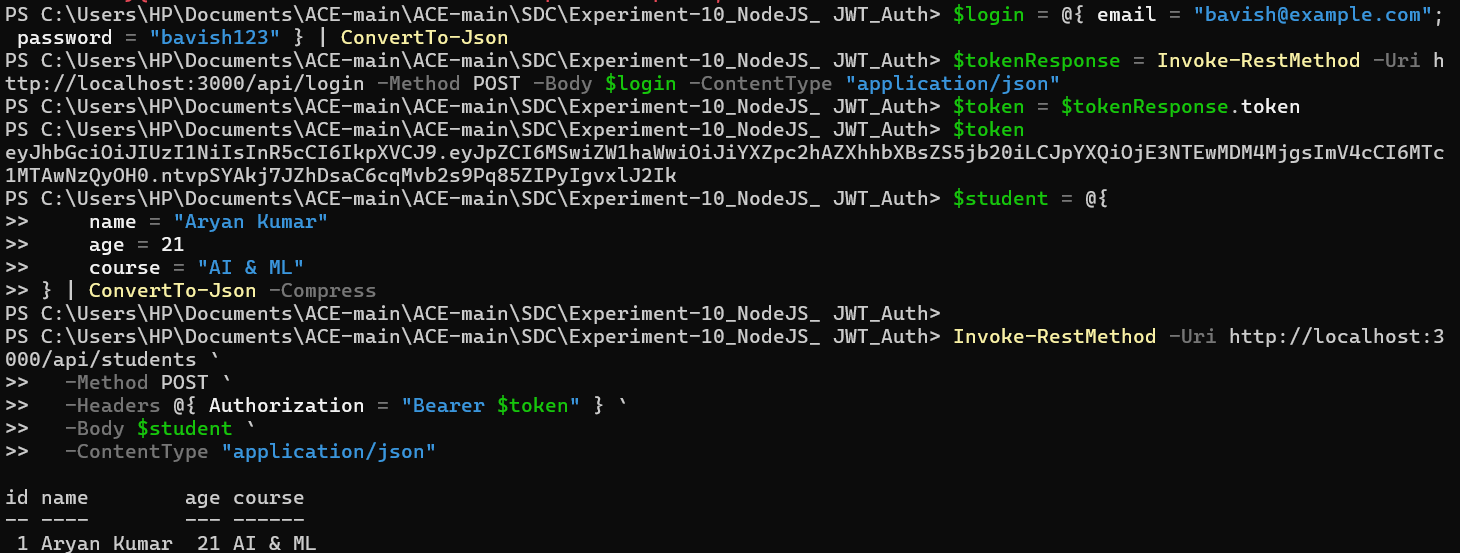 PS C:\Users\HP\Documents\ACE-main\ACE-main\SDC\Experiment-10_NodeJS_ JWT_Auth> $login = @{ email = "bavish@example.com";
 password = "bavish123" } | ConvertTo-Json
PS C:\Users\HP\Documents\ACE-main\ACE-main\SDC\Experiment-10_NodeJS_ JWT_Auth> $tokenResponse = Invoke-RestMethod -Uri h
ttp://localhost:3000/api/login -Method POST -Body $login -ContentType "application/json"
PS C:\Users\HP\Documents\ACE-main\ACE-main\SDC\Experiment-10_NodeJS_ JWT_Auth> $token = $tokenResponse.token
PS C:\Users\HP\Documents\ACE-main\ACE-main\SDC\Experiment-10_NodeJS_ JWT_Auth> $token
eyJhbGciOiJIUzI1NiIsInR5cCI6IkpXVCJ9.eyJpZCI6MSwiZW1haWwiOiJiYXZpc2hAZXhhbXBsZS5jb20iLCJpYXQiOjE3NTEwMDM4MjgsImV4cCI6MTc
1MTAwNzQyOH0.ntvpSYAkj7JZhDsaC6cqMvb2s9Pq85ZIPyIgvxlJ2Ik
PS C:\Users\HP\Documents\ACE-main\ACE-main\SDC\Experiment-10_NodeJS_ JWT_Auth> $student = @{
>>     name = "Aryan Kumar"
>>     age = 21
>>     course = "AI & ML"
>> } | ConvertTo-Json -Compress
PS C:\Users\HP\Documents\ACE-main\ACE-main\SDC\Experiment-10_NodeJS_ JWT_Auth>
PS C:\Users\HP\Documents\ACE-main\ACE-main\SDC\Experiment-10_NodeJS_ JWT_Auth> Invoke-RestMethod -Uri http://localhost:3
000/api/students `
>>   -Method POST `
>>   -Headers @{ Authorization = "Bearer $token" } `
>>   -Body $student `
>>   -ContentType "application/json"

id name        age course
-- ----        --- ------
 1 Aryan Kumar  21 AI & ML